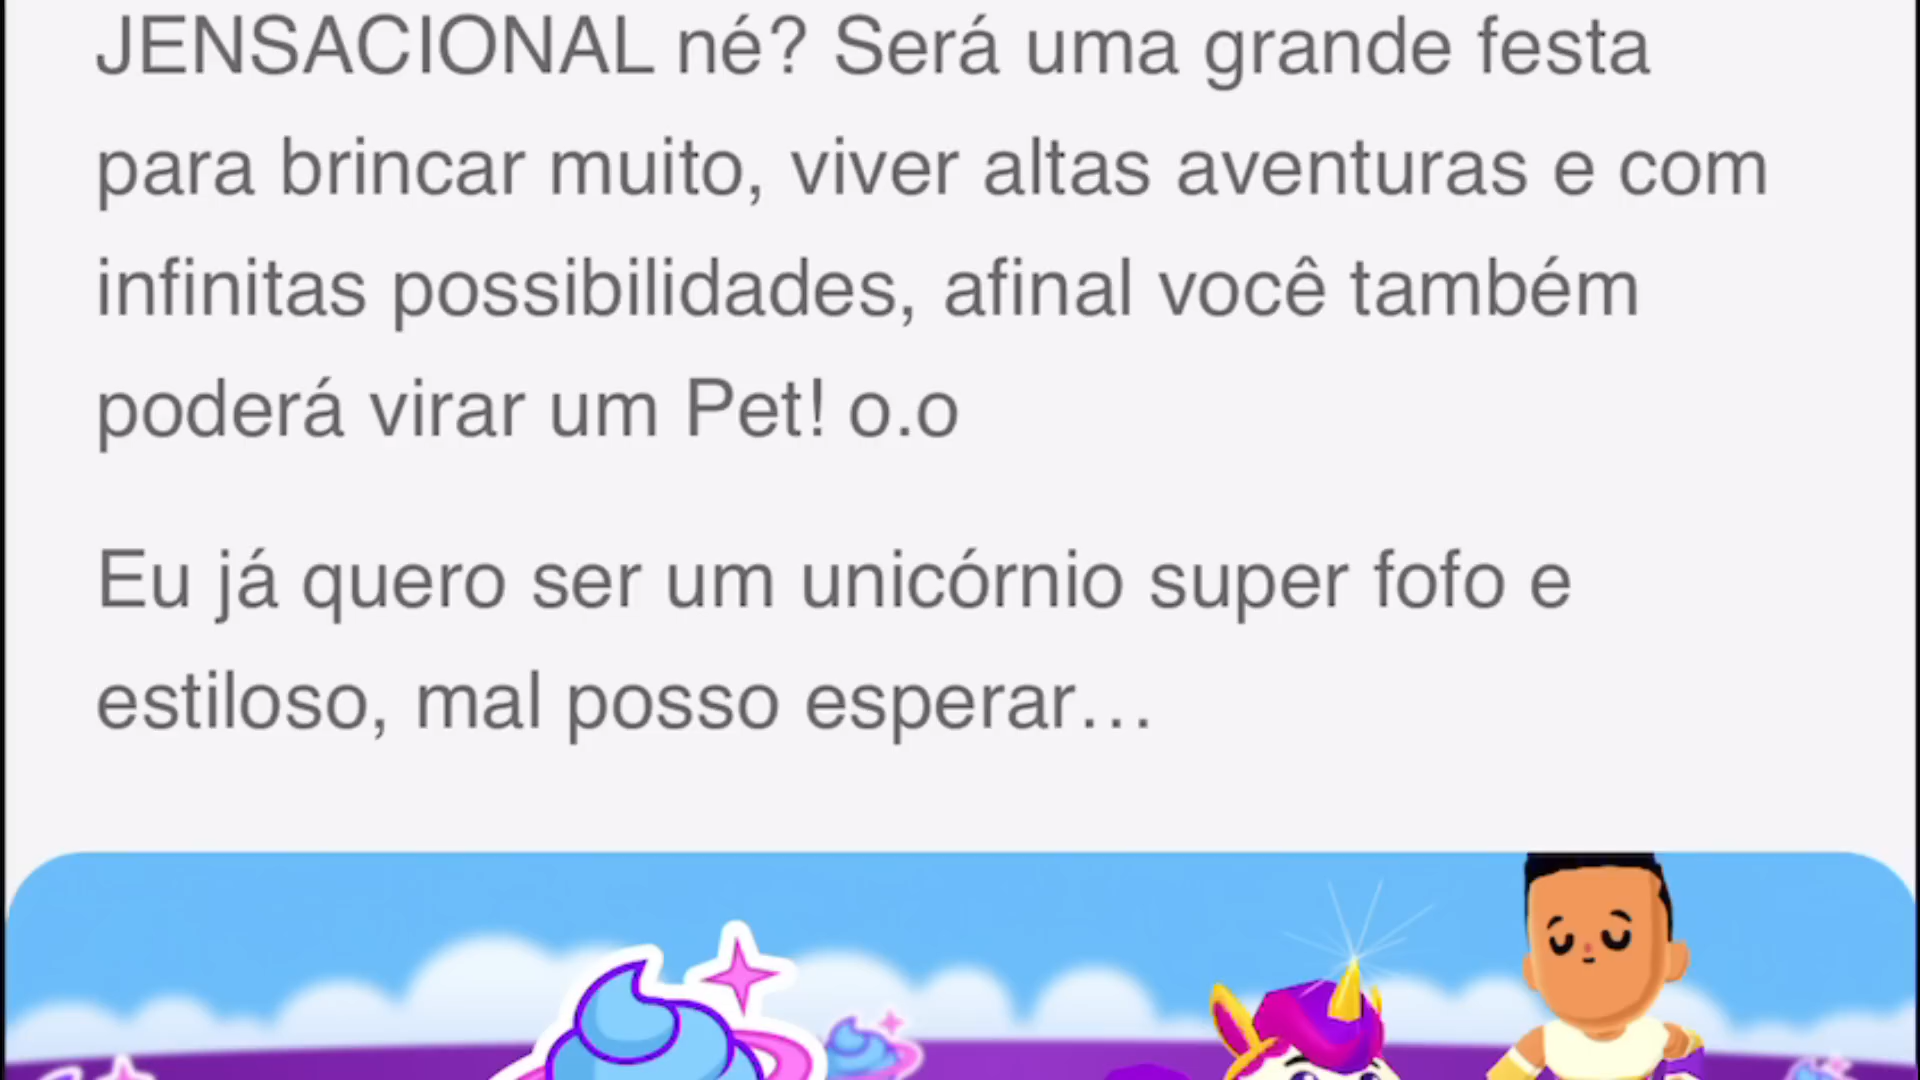 JENSACIONAL né? Será uma grande festa
para brincar muito, viver altas aventuras e com
infinitas possibilidades, afinal você também
poderá virar um Pet! o.o
Eu já quero ser um unicórnio super fofo e
estiloso, mal posso esperar…